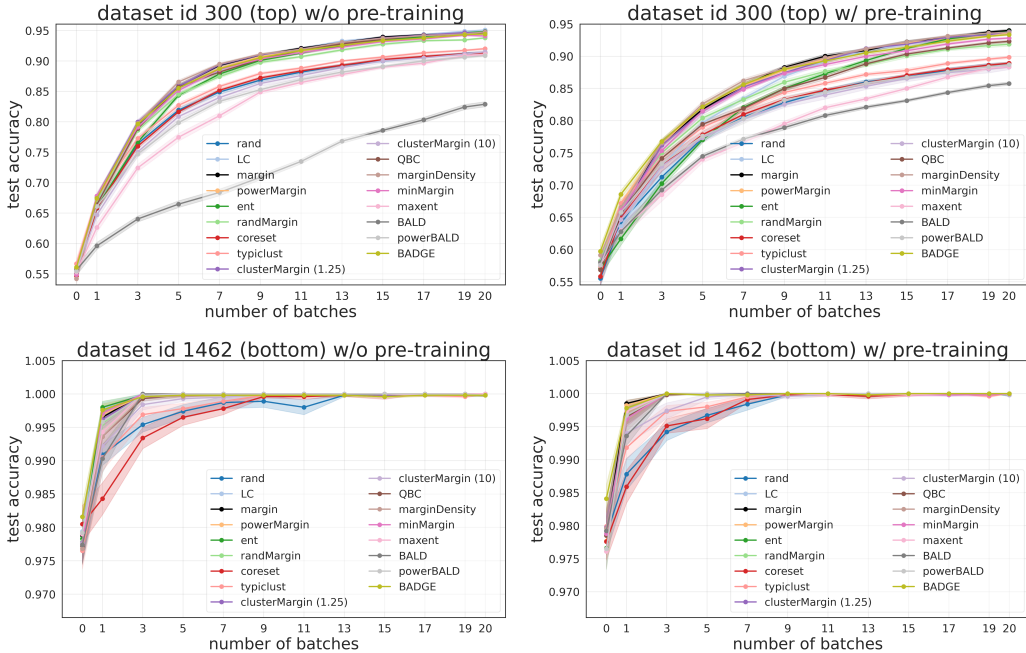 dataset id 300 (top) w/o pre-training
test accuracy
0.95
0.90
0.85
0.80
0.75
0.70
0.65
0.60
0.55
rand
LC
margin
powerMargin
ent
randMargin
coreset
typiclust
clusterMargin (1.25)
clusterMargin (10)
QBC
marginDensity
minMargin
maxent
BALD
powerBALD
BADGE
0 1 3 5 7 9 11 13 15 17 19 20
number of batches
dataset id 300 (top) w/ pre-training
test accuracy
0.95
0.90
0.85
0.80
0.75
0.70
0.65
0.60
0.55
rand
LC
margin
powerMargin
ent
randMargin
coreset
typiclust
clusterMargin (1.25)
clusterMargin (10)
QBC
marginDensity
minMargin
maxent
BALD
powerBALD
BADGE
0 1 3 5 7 9 11 13 15 17 19 20
number of batches
dataset id 1462 (bottom) w/o pre-training
test accuracy
1.005
1.000
0.995
0.990
0.985
0.980
0.975
0.970
rand
LC
margin
powerMargin
ent
randMargin
coreset
typiclust
clusterMargin (1.25)
clusterMargin (10)
QBC
marginDensity
minMargin
maxent
BALD
powerBALD
BADGE
0 1 3 5 7 9 11 13 15 17 19 20
number of batches
dataset id 1462 (bottom) w/ pre-training
test accuracy
1.005
1.000
0.995
0.990
0.985
0.980
0.975
0.970
rand
LC
margin
powerMargin
ent
randMargin
coreset
typiclust
clusterMargin (1.25)
clusterMargin (10)
QBC
marginDensity
minMargin
maxent
BALD
powerBALD
BADGE
0 1 3 5 7 9 11 13 15 17 19 20
number of batches